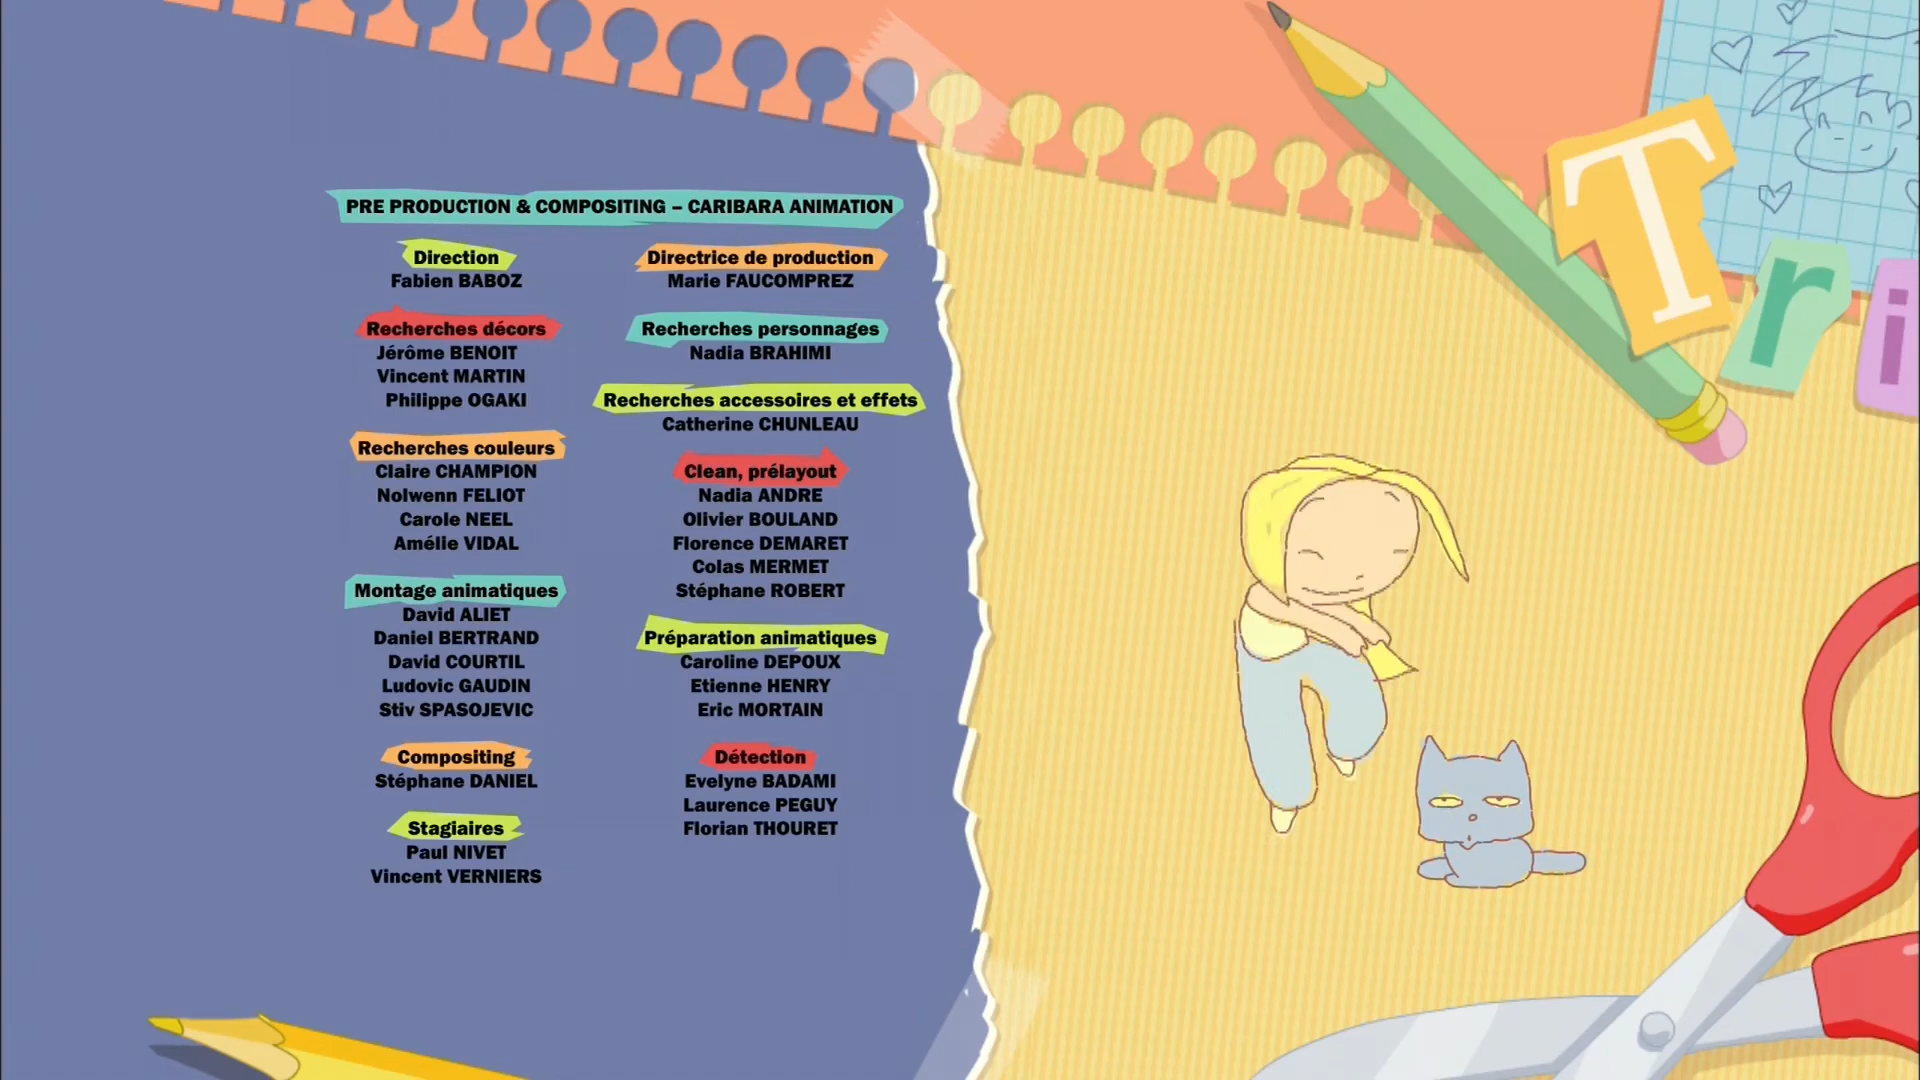 PRE PRODUCTION & COMPOSITING – CARIBARA ANIMATION
Direction
Fabien BABOZ
Recherches décors
Jérôme BENOIT
Vincent MARTIN
Philippe OGAKI
Recherches couleurs
Claire CHAMPION
Nolwenn FELIOT
Carole NEEL
Amélie VIDAL
Montage animatiques
David ALIET
Daniel BERTRAND
David COURTIL
Ludovic GAUDIN
Stiv SPASOJEVIC
Compositing
Stéphane DANIEL
Stagiaires
Paul NIVET
Vincent VERNIERS
Directrice de production
Marie FAUCOMPREZ
Recherches personnages
Nadia BRAHIMI
Recherches accessoires et effets
Catherine CHUNLEAU
Clean, prélayout
Nadia ANDRE
Olivier BOULAND
Florence DEMARET
Colas MERMET
Stéphane ROBERT
Préparation animatiques
Caroline DEPOUX
Etienne HENRY
Eric MORTAIN
Détection
Evelyne BADAMI
Laurence PEGUY
Florian THOURET
Tri